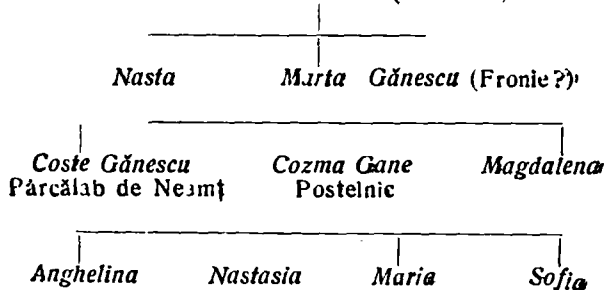 Nasta Marta Gănescu (Fronie?)
Coste Gănescu Cozma Gane Magdalena
Pârcălab de Neamț Postelnic
Anghelina Nastasia Maria Sofia